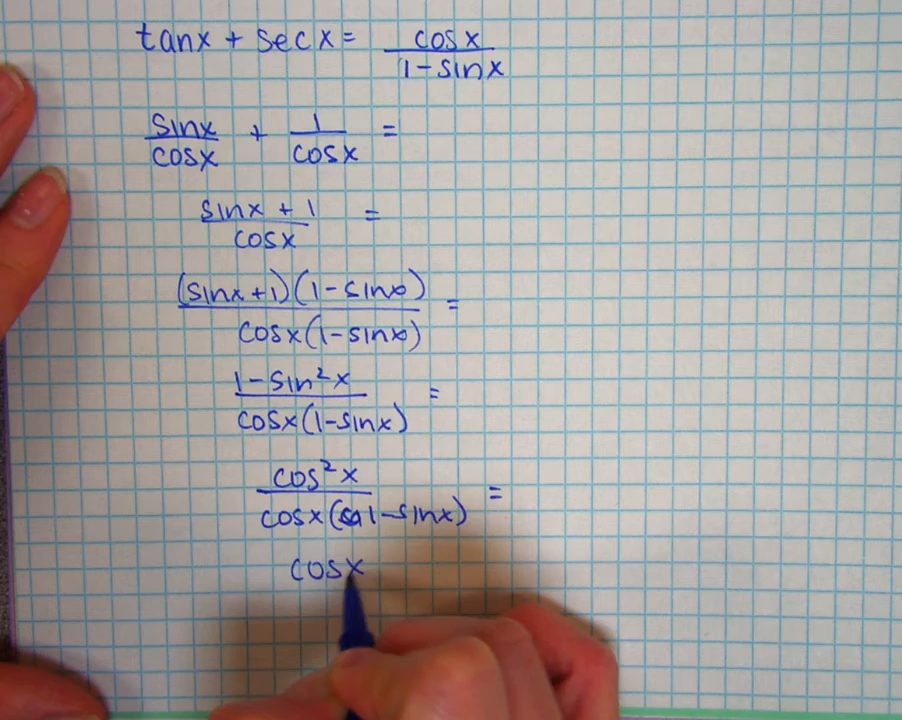 tanx + secx = cosx / 1-sinx
sinx / cosx + 1 / cosx =
sinx + 1 / cosx =
(sinx+1)(1-sinx) / cosx(1-sinx) =
1-sin²x / cosx(1-sinx) =
cos²x / cosx(1-sinx) =
cosx